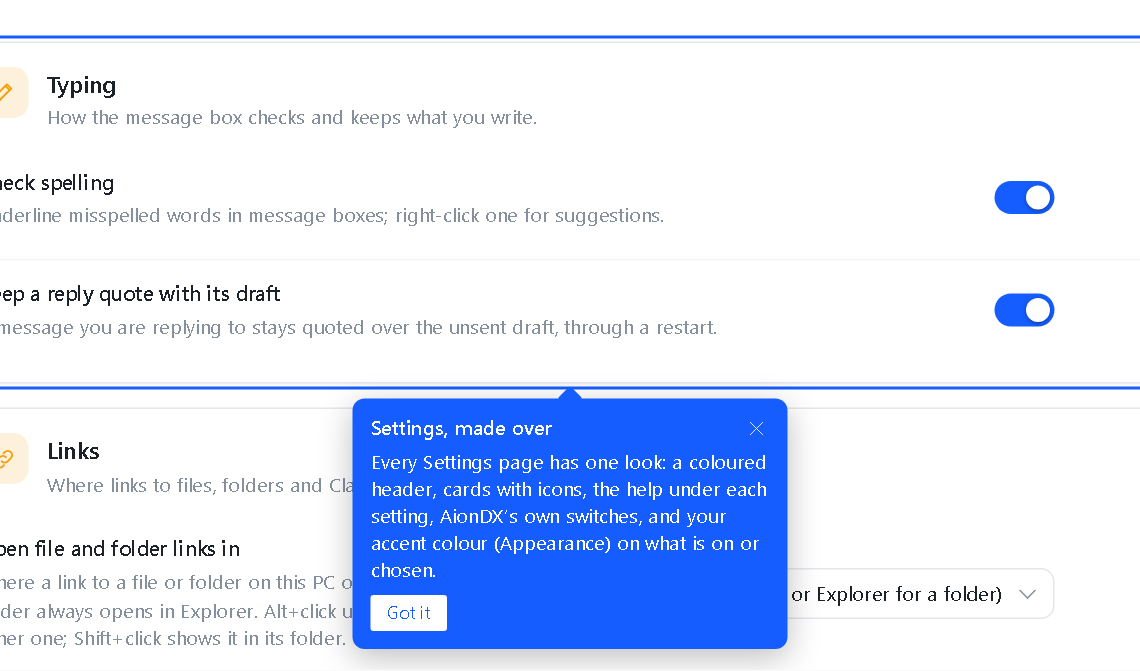 Typing
How the message box checks and keeps what you write.
eck spelling
derline misspelled words in message boxes; right-click one for suggestions.
ep a reply quote with its draft
message you are replying to stays quoted over the unsent draft, through a restart.
Settings, made over
Every Settings page has one look: a coloured
header, cards with icons, the help under each
setting, AionDX's own switches, and your
accent colour (Appearance) on what is on or
chosen.
Got it
Links
Where links to files, folders and Cla
en file and folder links in
ere a link to a file or folder on this PC o
der always opens in Explorer. Alt+click u
er one; Shift+click shows it in its folder.
or Explorer for a folder)